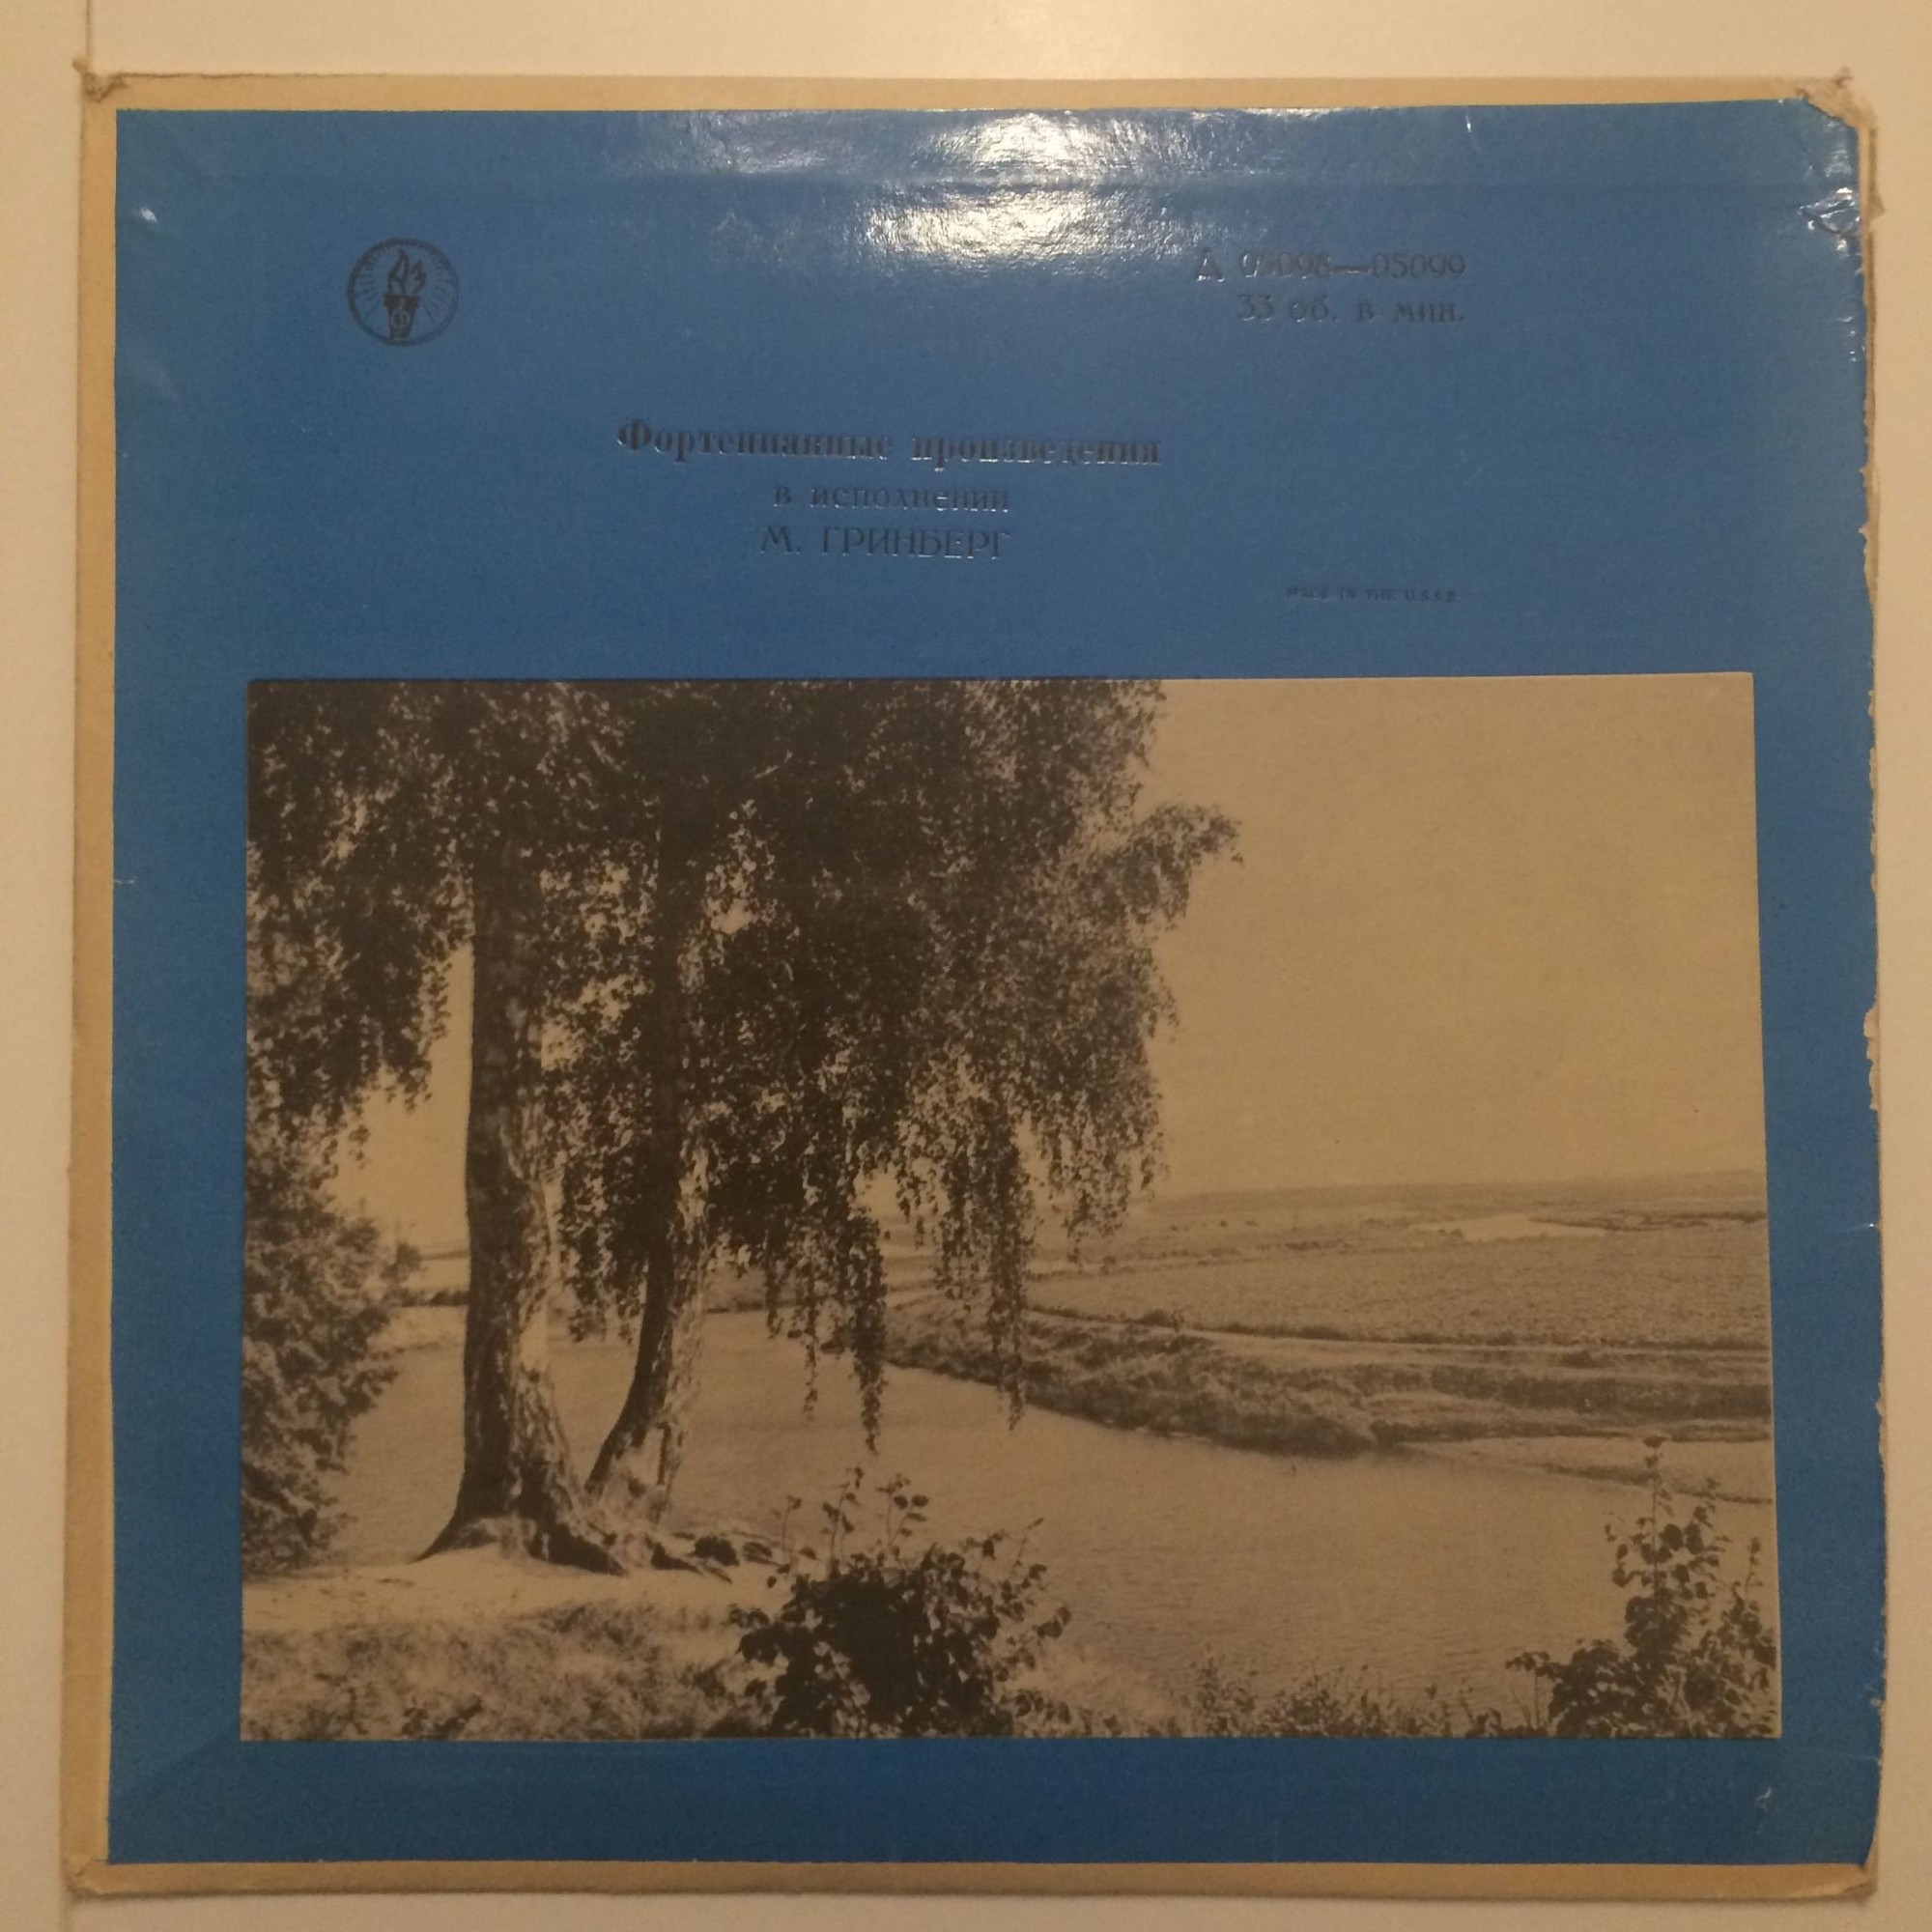 Д 05098—05099
33 об. в мин.
Фортепианные произведения
в исполнении
М. ГРИНБЕРГ
MADE IN THE U.S.S.R.